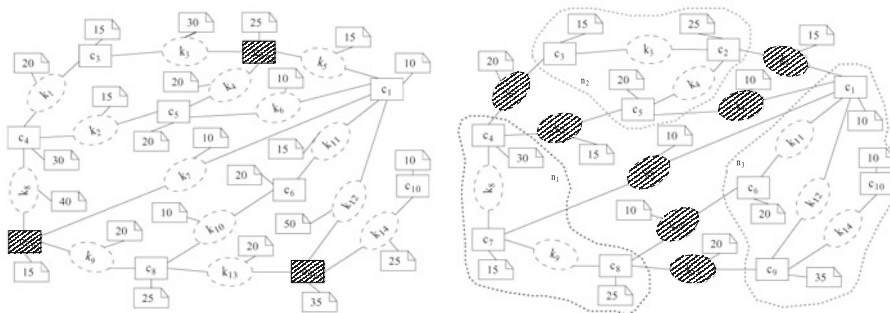 15 30 25 15
20 c3 k3 k5 10
k1 20 k4 10 c1
15 c5 k6
c4 k2 20 10 k11
30 15
k7 c6 10
k8 20 c10
40 10 50 k12
20 k10 k14
15 k9 c8 20 25
25 k13 35
15 20 25 15
20 c3 k3 c2
n2 20 k4 10 c1
c5
c4 15 10 k11 10
30 n1 n3 10
k8 c6 k12 c10
10 20
c7 k9 20 k14
15 c8 c9 35
25